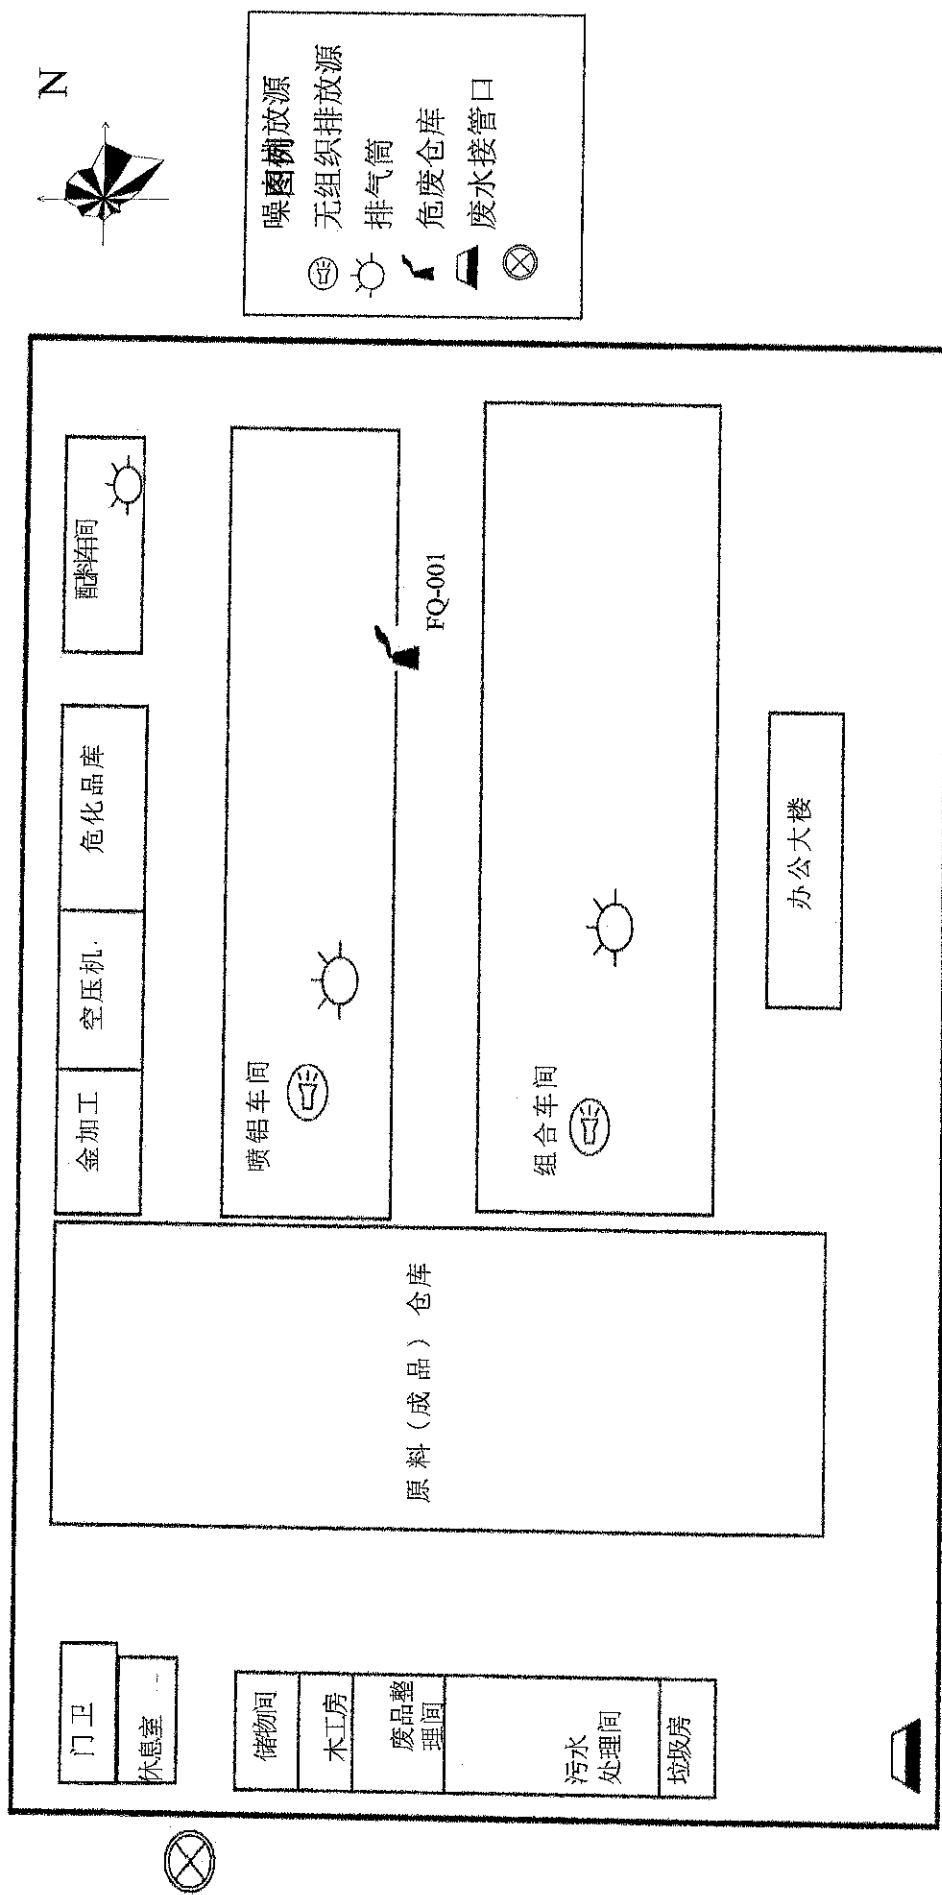 N
图例
噪声排放源
无组织排放源
排气筒
危废仓库
废水接管口
门卫
休息室
金加工
空压机
危化品库
配料车间
储物间
木工房
废品整
理间
污水
处理间
垃圾房
原料（成品）仓库
喷铝车间
FQ-001
组合车间
办公大楼